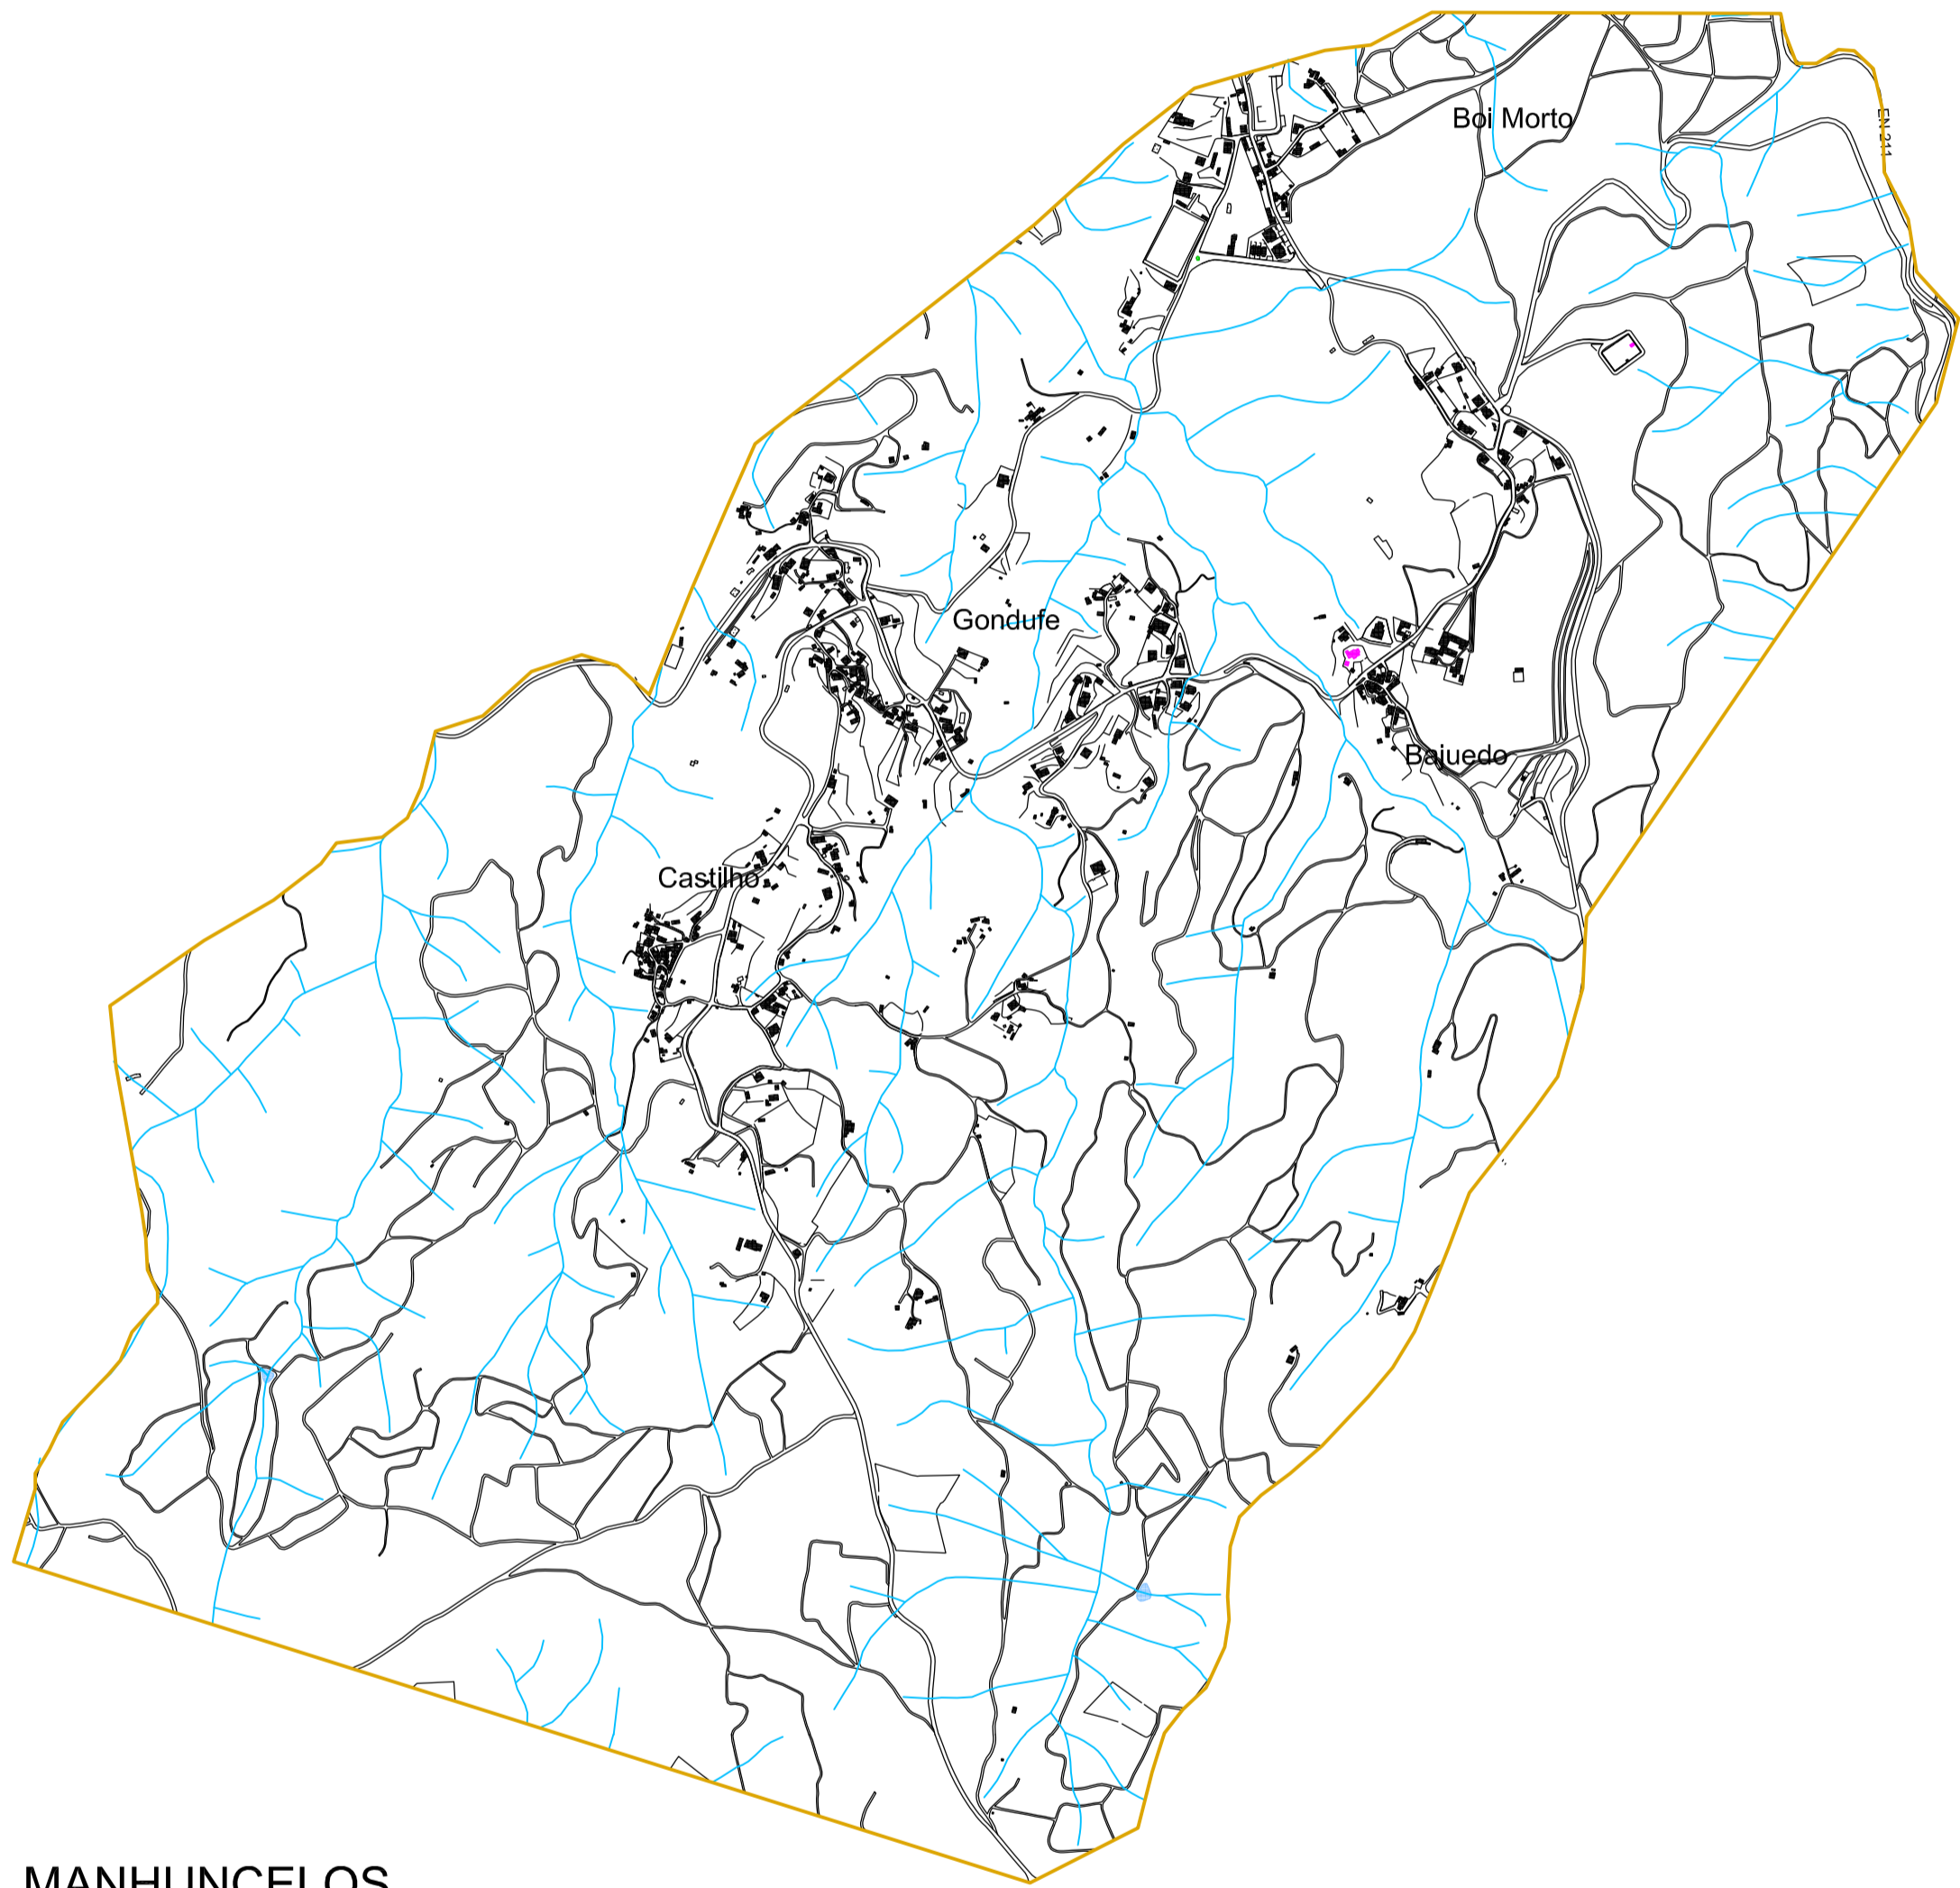 Boi Morto
EN 211
Gondufe
Bajuedo
Castilho
MANHUNCELOS